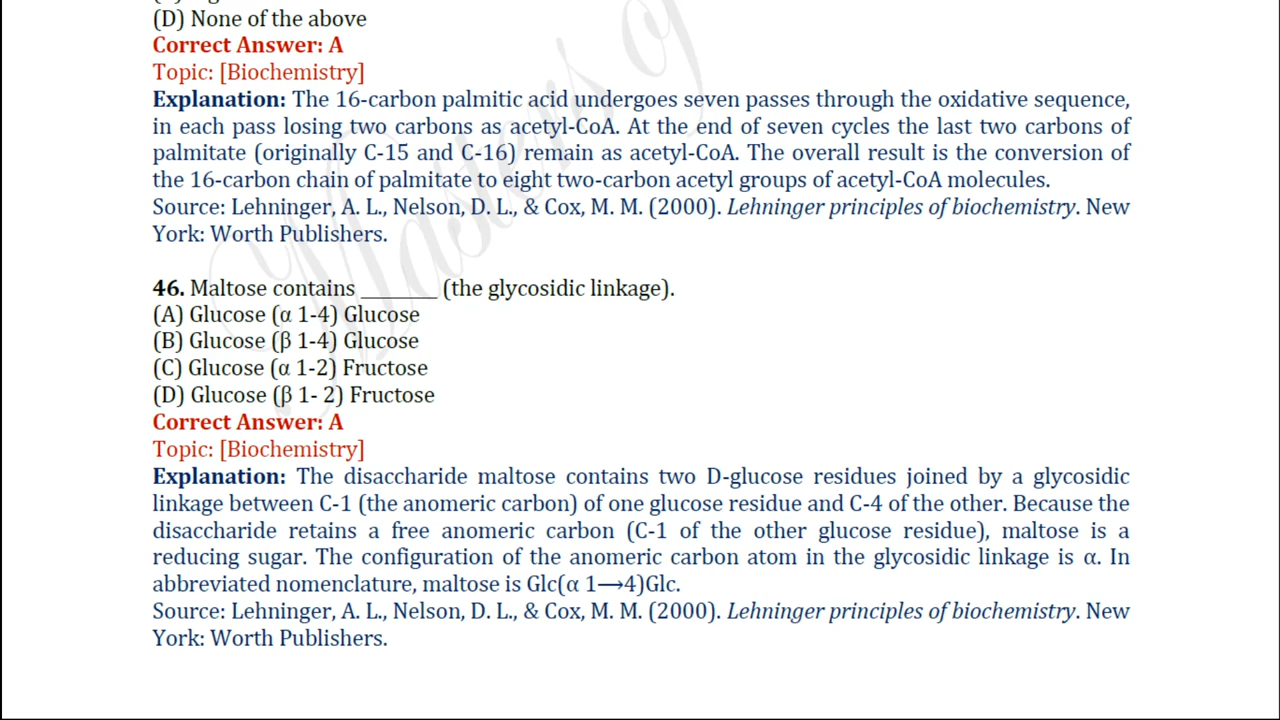 (D) None of the above
Correct Answer: A
Topic: [Biochemistry]
Explanation: The 16-carbon palmitic acid undergoes seven passes through the oxidative sequence,
in each pass losing two carbons as acetyl-CoA. At the end of seven cycles the last two carbons of
palmitate (originally C-15 and C-16) remain as acetyl-CoA. The overall result is the conversion of
the 16-carbon chain of palmitate to eight two-carbon acetyl groups of acetyl-CoA molecules.
Source: Lehninger, A. L., Nelson, D. L., & Cox, M. M. (2000). Lehninger principles of biochemistry. New
York: Worth Publishers.
46. Maltose contains _______ (the glycosidic linkage).
(A) Glucose (α 1-4) Glucose
(B) Glucose (β 1-4) Glucose
(C) Glucose (α 1-2) Fructose
(D) Glucose (β 1- 2) Fructose
Correct Answer: A
Topic: [Biochemistry]
Explanation: The disaccharide maltose contains two D-glucose residues joined by a glycosidic
linkage between C-1 (the anomeric carbon) of one glucose residue and C-4 of the other. Because the
disaccharide retains a free anomeric carbon (C-1 of the other glucose residue), maltose is a
reducing sugar. The configuration of the anomeric carbon atom in the glycosidic linkage is α. In
abbreviated nomenclature, maltose is Glc(α 1⟶4)Glc.
Source: Lehninger, A. L., Nelson, D. L., & Cox, M. M. (2000). Lehninger principles of biochemistry. New
York: Worth Publishers.
Masters of